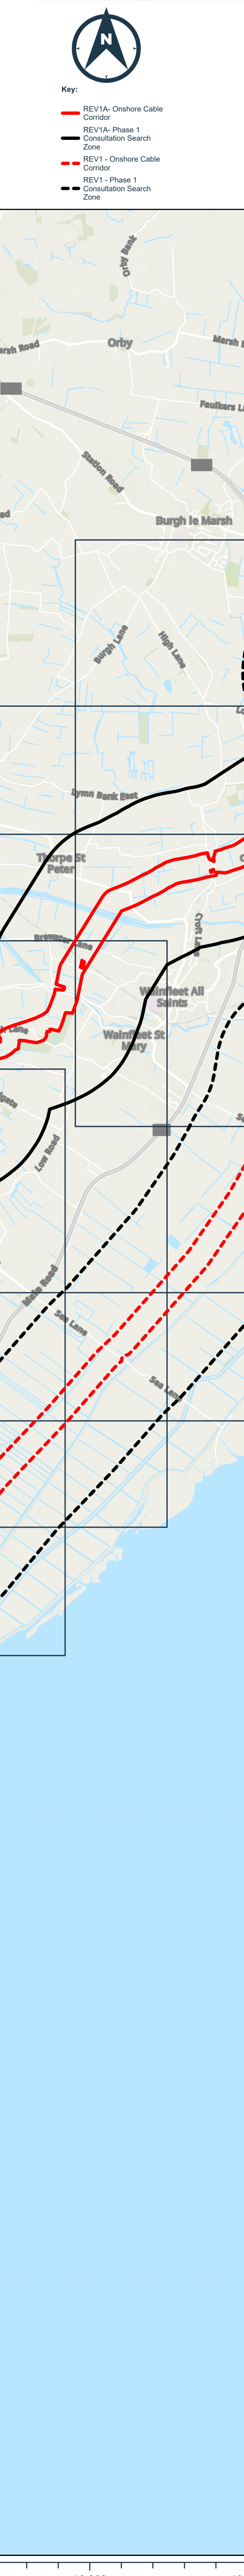 N
Key:
REV1A- Onshore Cable
Corridor
REV1A- Phase 1
Consultation Search
Zone
REV1 - Onshore Cable
Corridor
REV1 - Phase 1
Consultation Search
Zone
Orby Bank
Orby
Marsh
Road
Station Road
Burgh le Marsh
Burgh Lane
High Lane
Lymn Bank East
Thorpe St
Peter
Brewster Lane
Croft Lane
Wainfleet All
Saints
Wainfleet St
Mary
Lane
Low Road
Main Road
Sea Lane
Sea Lane